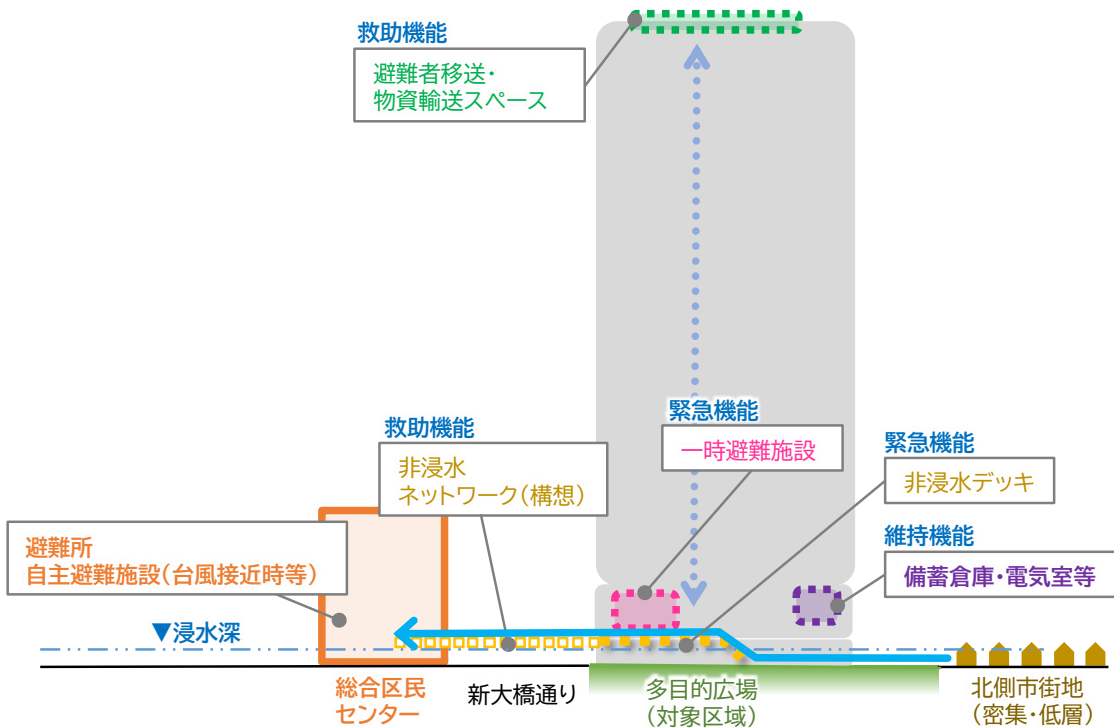 救助機能
避難者移送・
物資輸送スペース
救助機能
非浸水
ネットワーク(構想)
緊急機能
一時避難施設
緊急機能
非浸水デッキ
維持機能
備蓄倉庫・電気室等
避難所
自主避難施設(台風接近時等)
▼浸水深
総合区民
センター
新大橋通り
多目的広場
(対象区域)
北側市街地
(密集・低層)